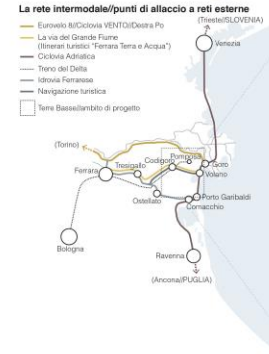 La rete intermodale//punti di allaccio a reti esterne
Eurovelo 8//Ciclovia VENTO//Destra Po
La via del Grande Fiume
(Itinerari turistici "Ferrara Terra e Acqua")
Ciclovia Adriatica
Treno del Delta
Idrovia Ferrarese
Navigazione turistica
Terre Basse//ambito di progetto
(Trieste//SLOVENIA)
Venezia
(Torino)
Ferrara
Tresigallo
Codigoro
Pomposa
Goro
Volano
Ostellato
Porto Garibaldi
Comacchio
Bologna
Ravenna
(Ancona//PUGLIA)